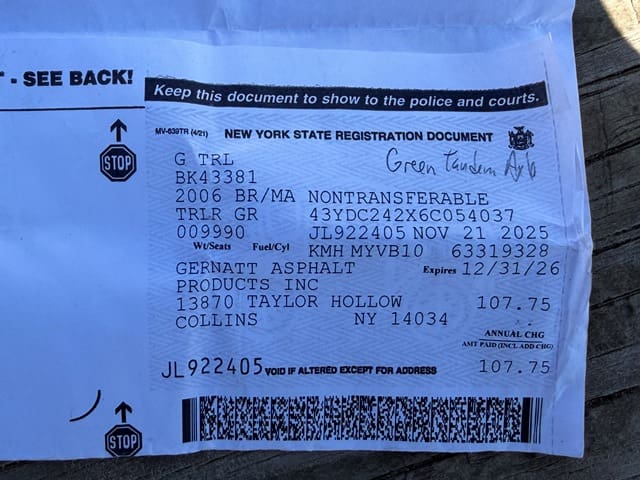 - SEE BACK!
Keep this document to show to the police and courts.
MV-639TR (4/21) NEW YORK STATE REGISTRATION DOCUMENT
STOP
G TRL
Green tandem
BK43381
2006 BR/MA NONTRANSFERABLE
TRLR GR 43YDC242X6C054037
009990 JL922405 NOV 21 2025
Wt/Seats Fuel/Cyl KMH MYVB10 63319328
GERNATT ASPHALT Expires 12/31/26
PRODUCTS INC
13870 TAYLOR HOLLOW 107.75
COLLINS NY 14034
ANNUAL CHG
AMT PAID (INCL ADD CHG)
JL922405 VOID IF ALTERED EXCEPT FOR ADDRESS 107.75
STOP